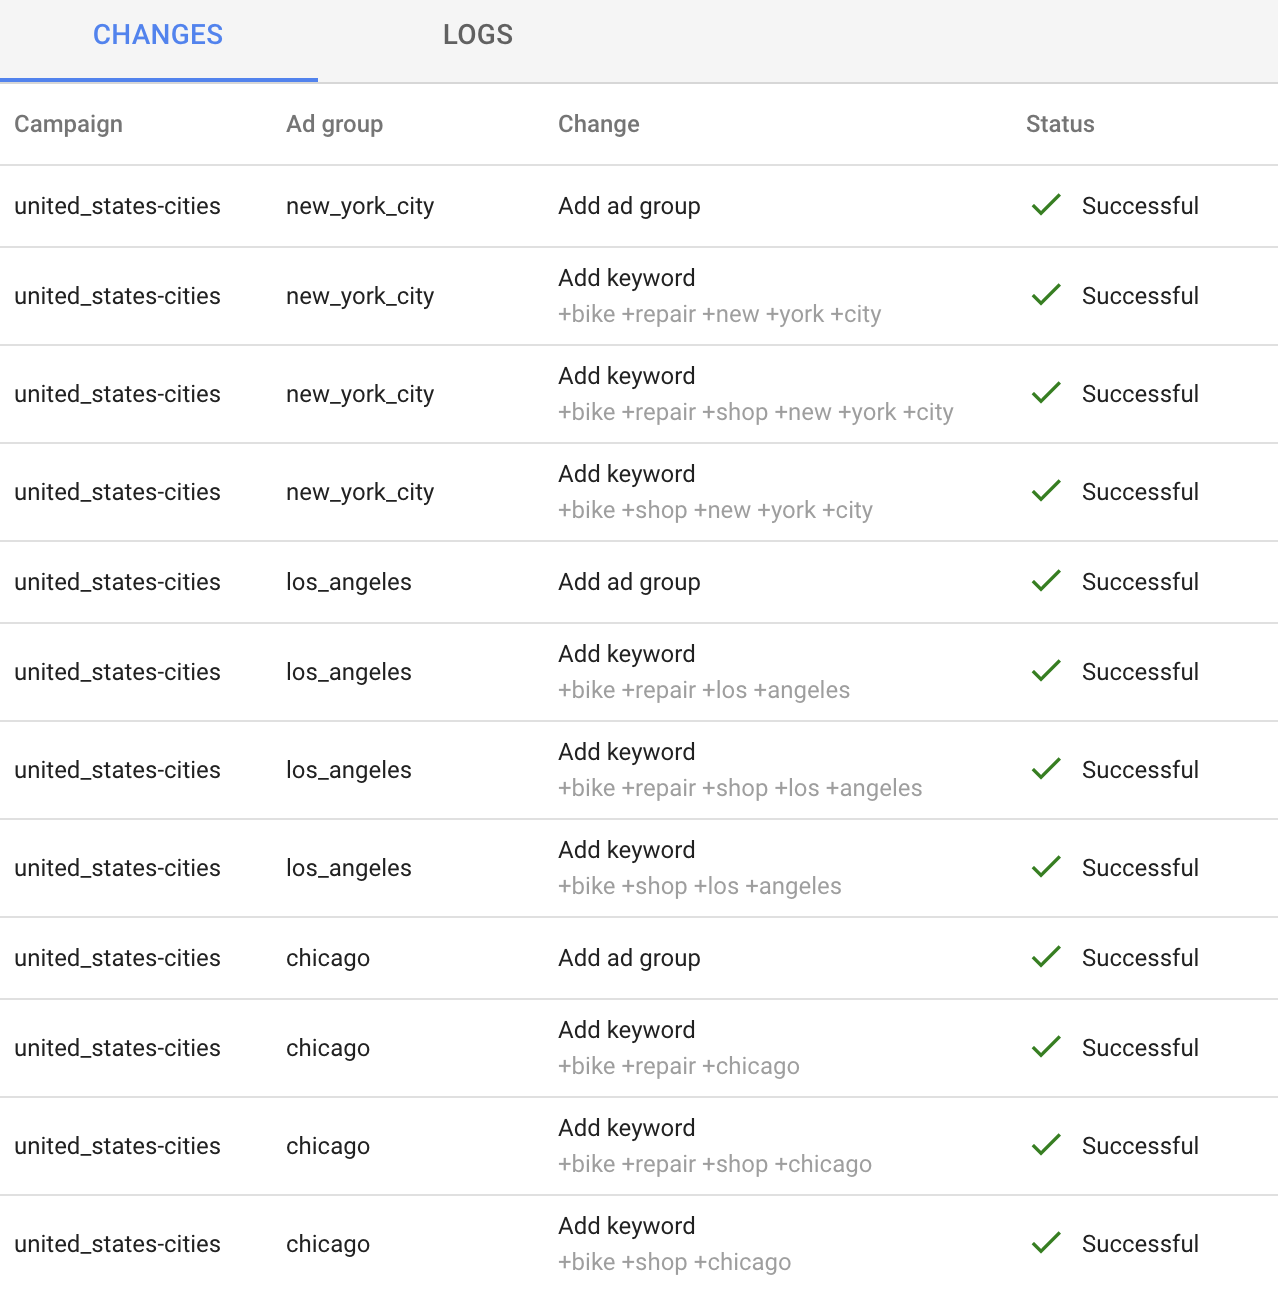 CHANGES LOGS
Campaign Ad group Change Status
united_states-cities new_york_city Add ad group Successful
united_states-cities new_york_city Add keyword Successful
+bike +repair +new +york +city
united_states-cities new_york_city Add keyword Successful
+bike +repair +shop +new +york +city
united_states-cities new_york_city Add keyword Successful
+bike +shop +new +york +city
united_states-cities los_angeles Add ad group Successful
united_states-cities los_angeles Add keyword Successful
+bike +repair +los +angeles
united_states-cities los_angeles Add keyword Successful
+bike +repair +shop +los +angeles
united_states-cities los_angeles Add keyword Successful
+bike +shop +los +angeles
united_states-cities chicago Add ad group Successful
united_states-cities chicago Add keyword Successful
+bike +repair +chicago
united_states-cities chicago Add keyword Successful
+bike +repair +shop +chicago
united_states-cities chicago Add keyword Successful
+bike +shop +chicago